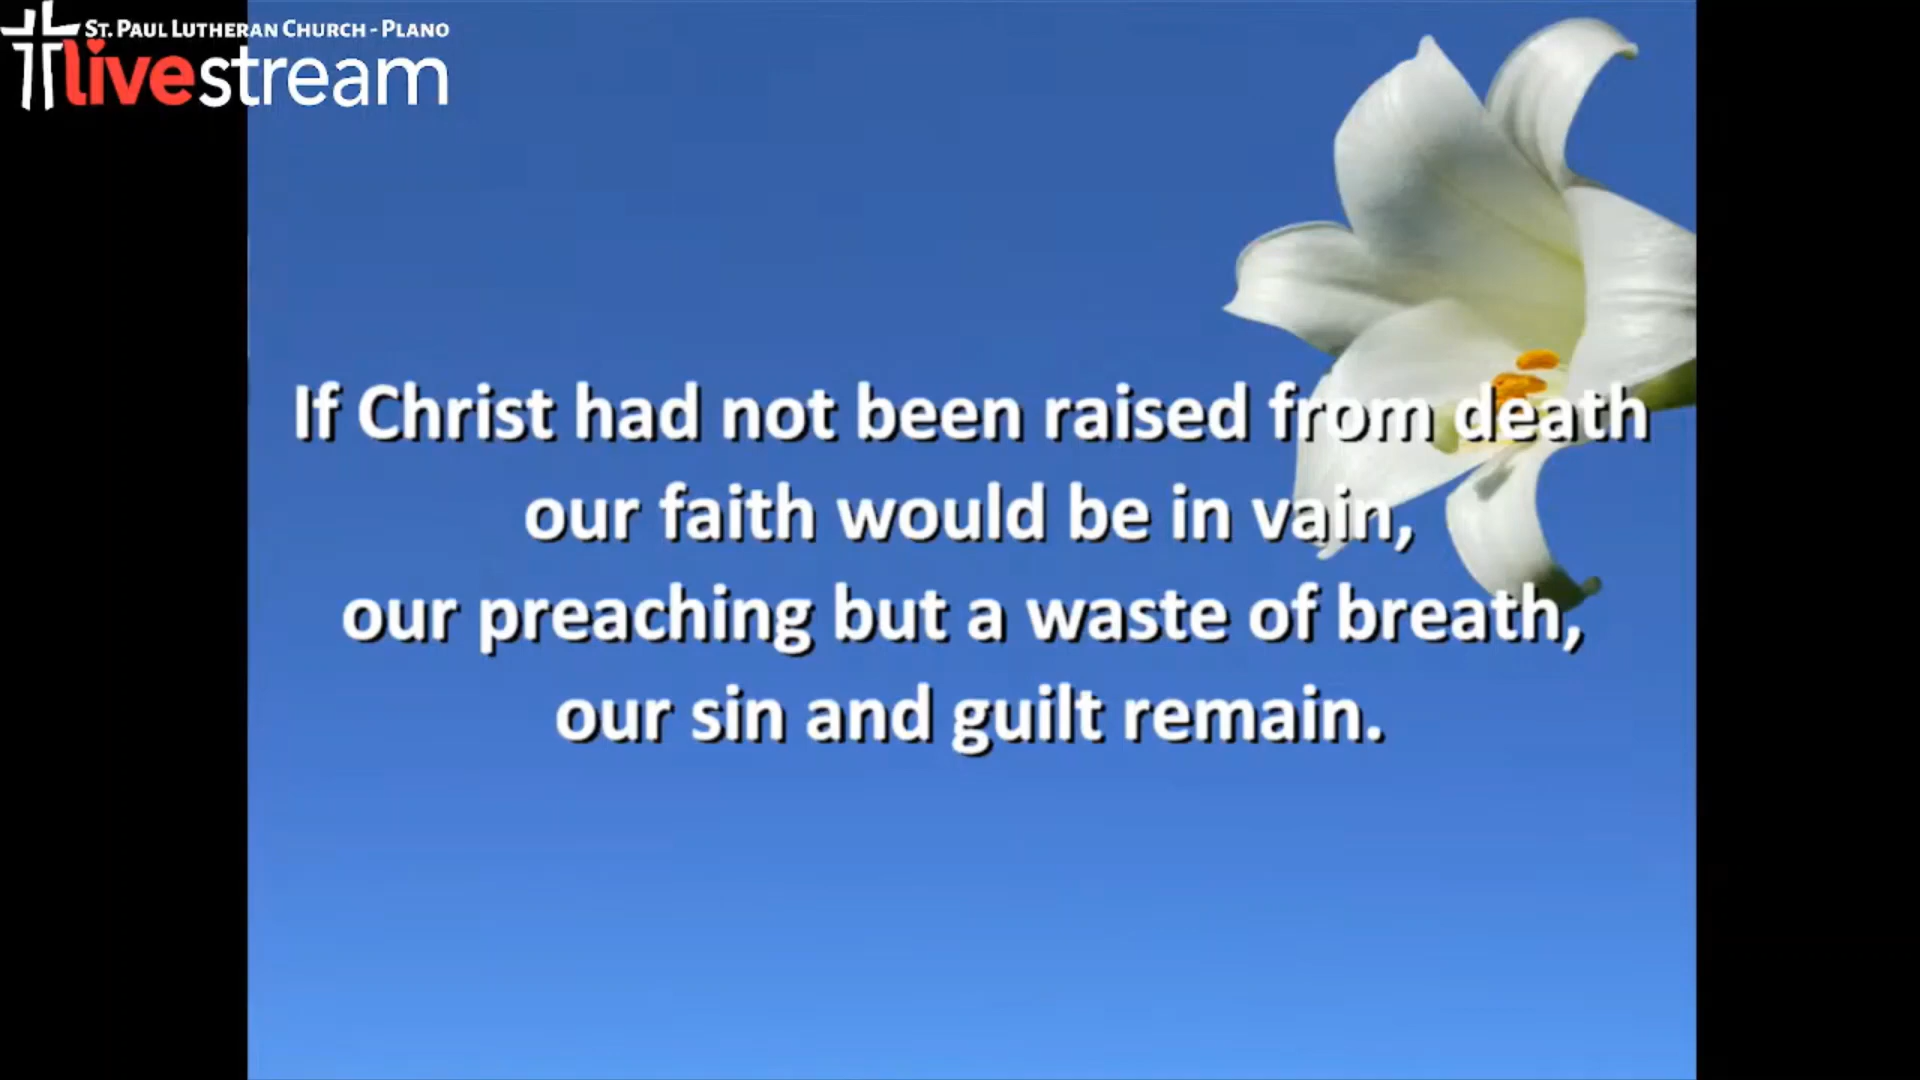 St. Paul Lutheran Church - Plano
livestream
If Christ had not been raised from death
our faith would be in vain,
our preaching but a waste of breath,
our sin and guilt remain.